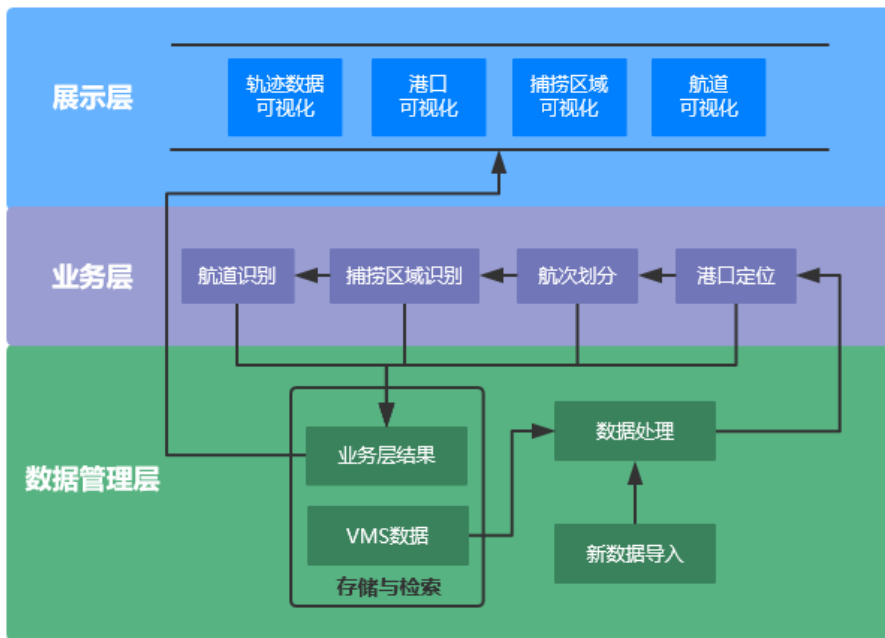 展示层
轨迹数据
可视化
港口
可视化
捕捞区域
可视化
航道
可视化
业务层
航道识别
捕捞区域识别
航次划分
港口定位
数据管理层
业务层结果
VMS数据
存储与检索
数据处理
新数据导入